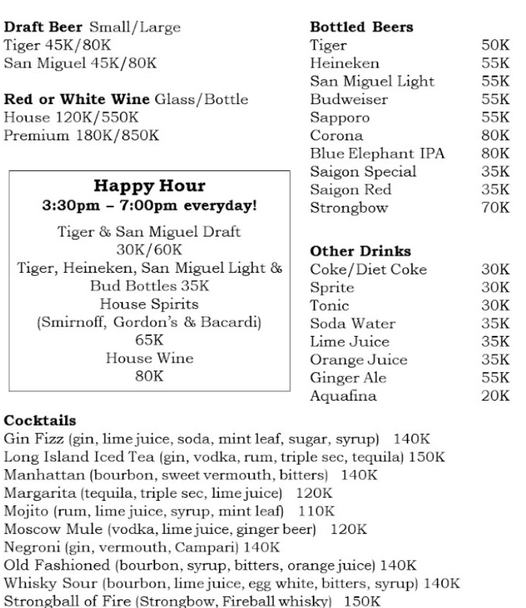 Draft Beer Small/Large
Tiger 45K/80K
San Miguel 45K/80K
Red or White Wine Glass/Bottle
House 120K/550K
Premium 180K/850K
Happy Hour
3:30pm – 7:00pm everyday!
Tiger & San Miguel Draft
30K/60K
Tiger, Heineken, San Miguel Light &
Bud Bottles 35K
House Spirits
(Smirnoff, Gordon's & Bacardi)
65K
House Wine
80K
Bottled Beers
Tiger 50K
Heineken 55K
San Miguel Light 55K
Budweiser 55K
Sapporo 55K
Corona 80K
Blue Elephant IPA 80K
Saigon Special 35K
Saigon Red 35K
Strongbow 70K
Other Drinks
Coke/Diet Coke 30K
Sprite 30K
Tonic 30K
Soda Water 35K
Lime Juice 35K
Orange Juice 35K
Ginger Ale 55K
Aquafina 20K
Cocktails
Gin Fizz (gin, lime juice, soda, mint leaf, sugar, syrup) 140K
Long Island Iced Tea (gin, vodka, rum, triple sec, tequila) 150K
Manhattan (bourbon, sweet vermouth, bitters) 140K
Margarita (tequila, triple sec, lime juice) 120K
Mojito (rum, lime juice, syrup, mint leaf) 110K
Moscow Mule (vodka, lime juice, ginger beer) 120K
Negroni (gin, vermouth, Campari) 140K
Old Fashioned (bourbon, syrup, bitters, orange juice) 140K
Whisky Sour (bourbon, lime juice, egg white, bitters, syrup) 140K
Strongball of Fire (Strongbow, Fireball whisky) 150K